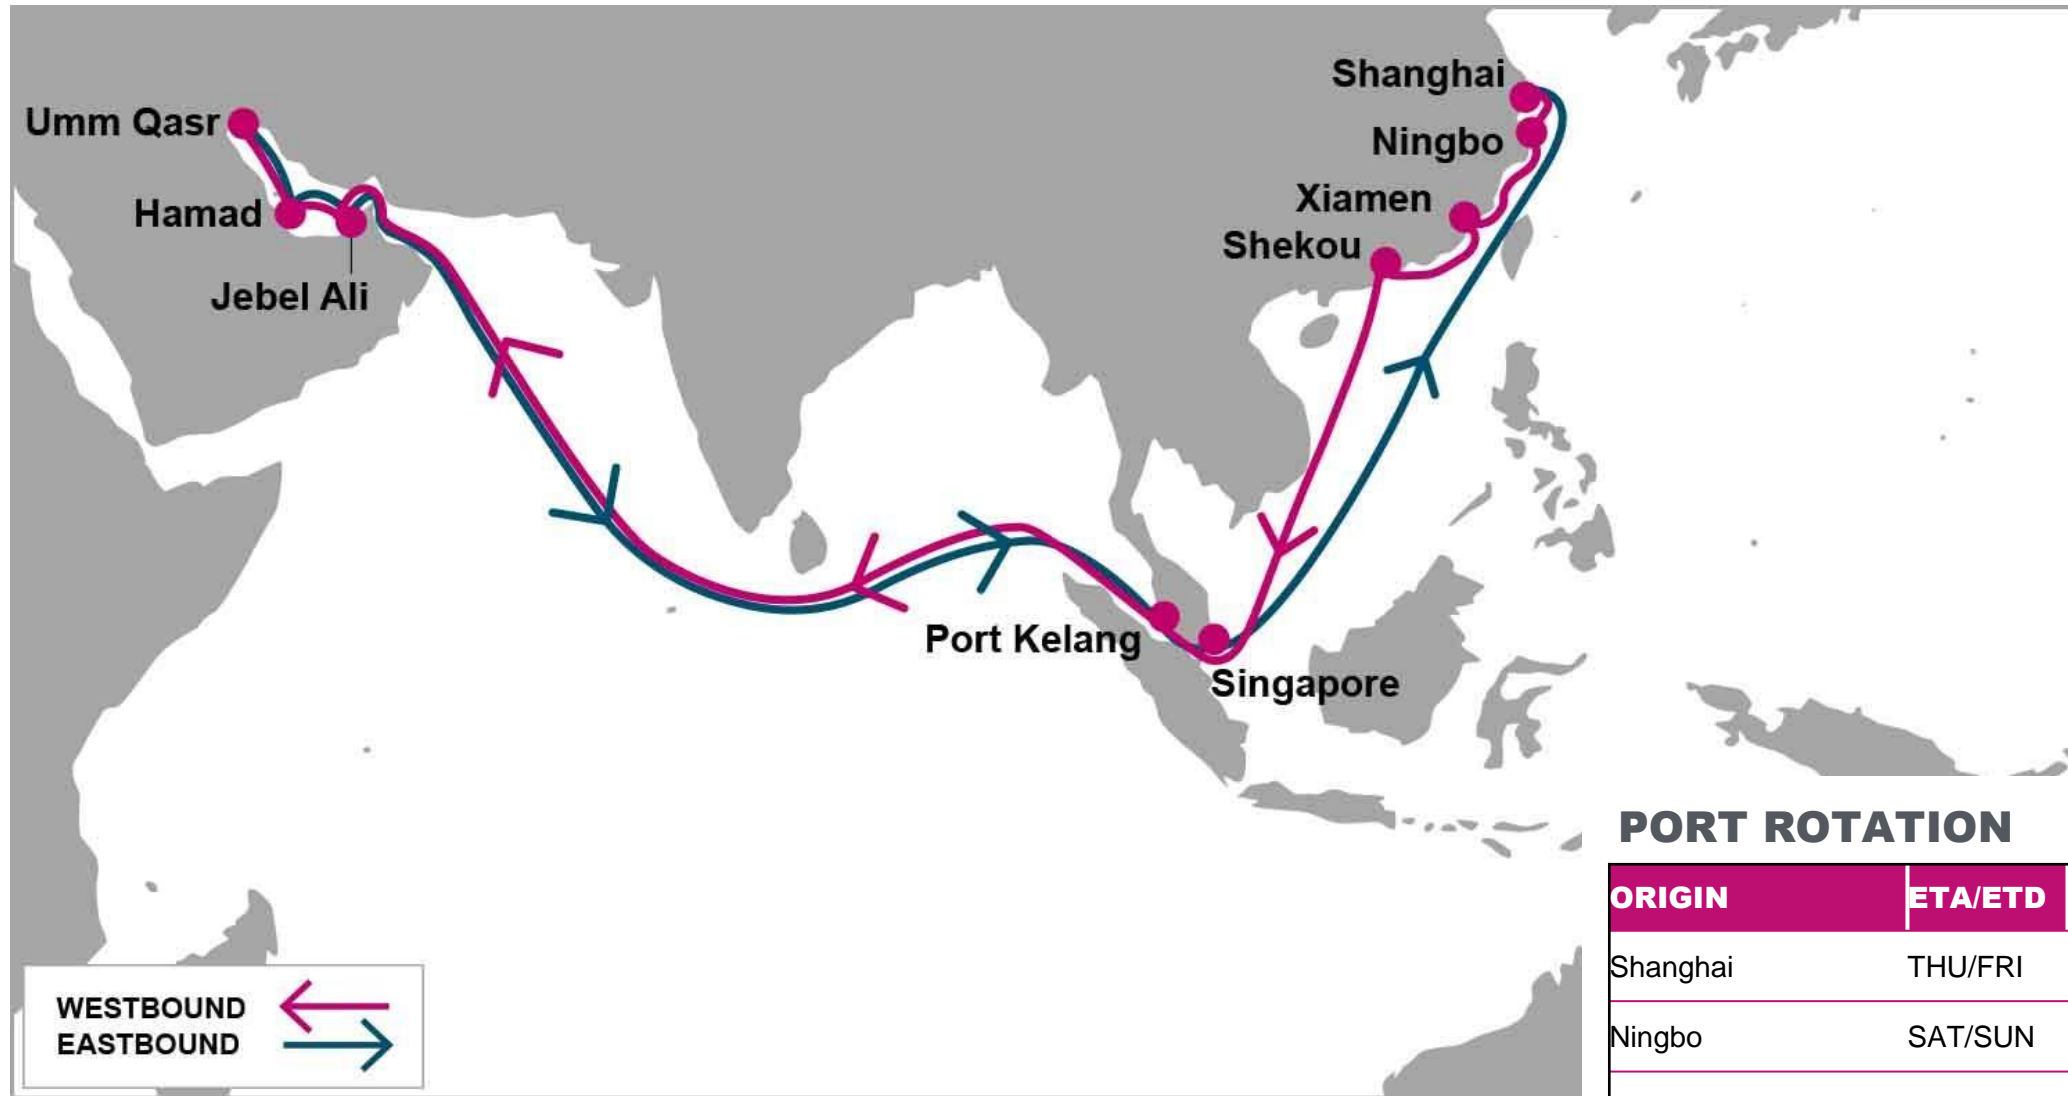 Shanghai
Umm Qasr
Ningbo
Xiamen
Hamad
Shekou
Jebel Ali
Port Kelang
Singapore
PORT ROTATION
ORIGIN ETA/ETD
Shanghai THU/FRI
Ningbo SAT/SUN
WESTBOUND
EASTBOUND